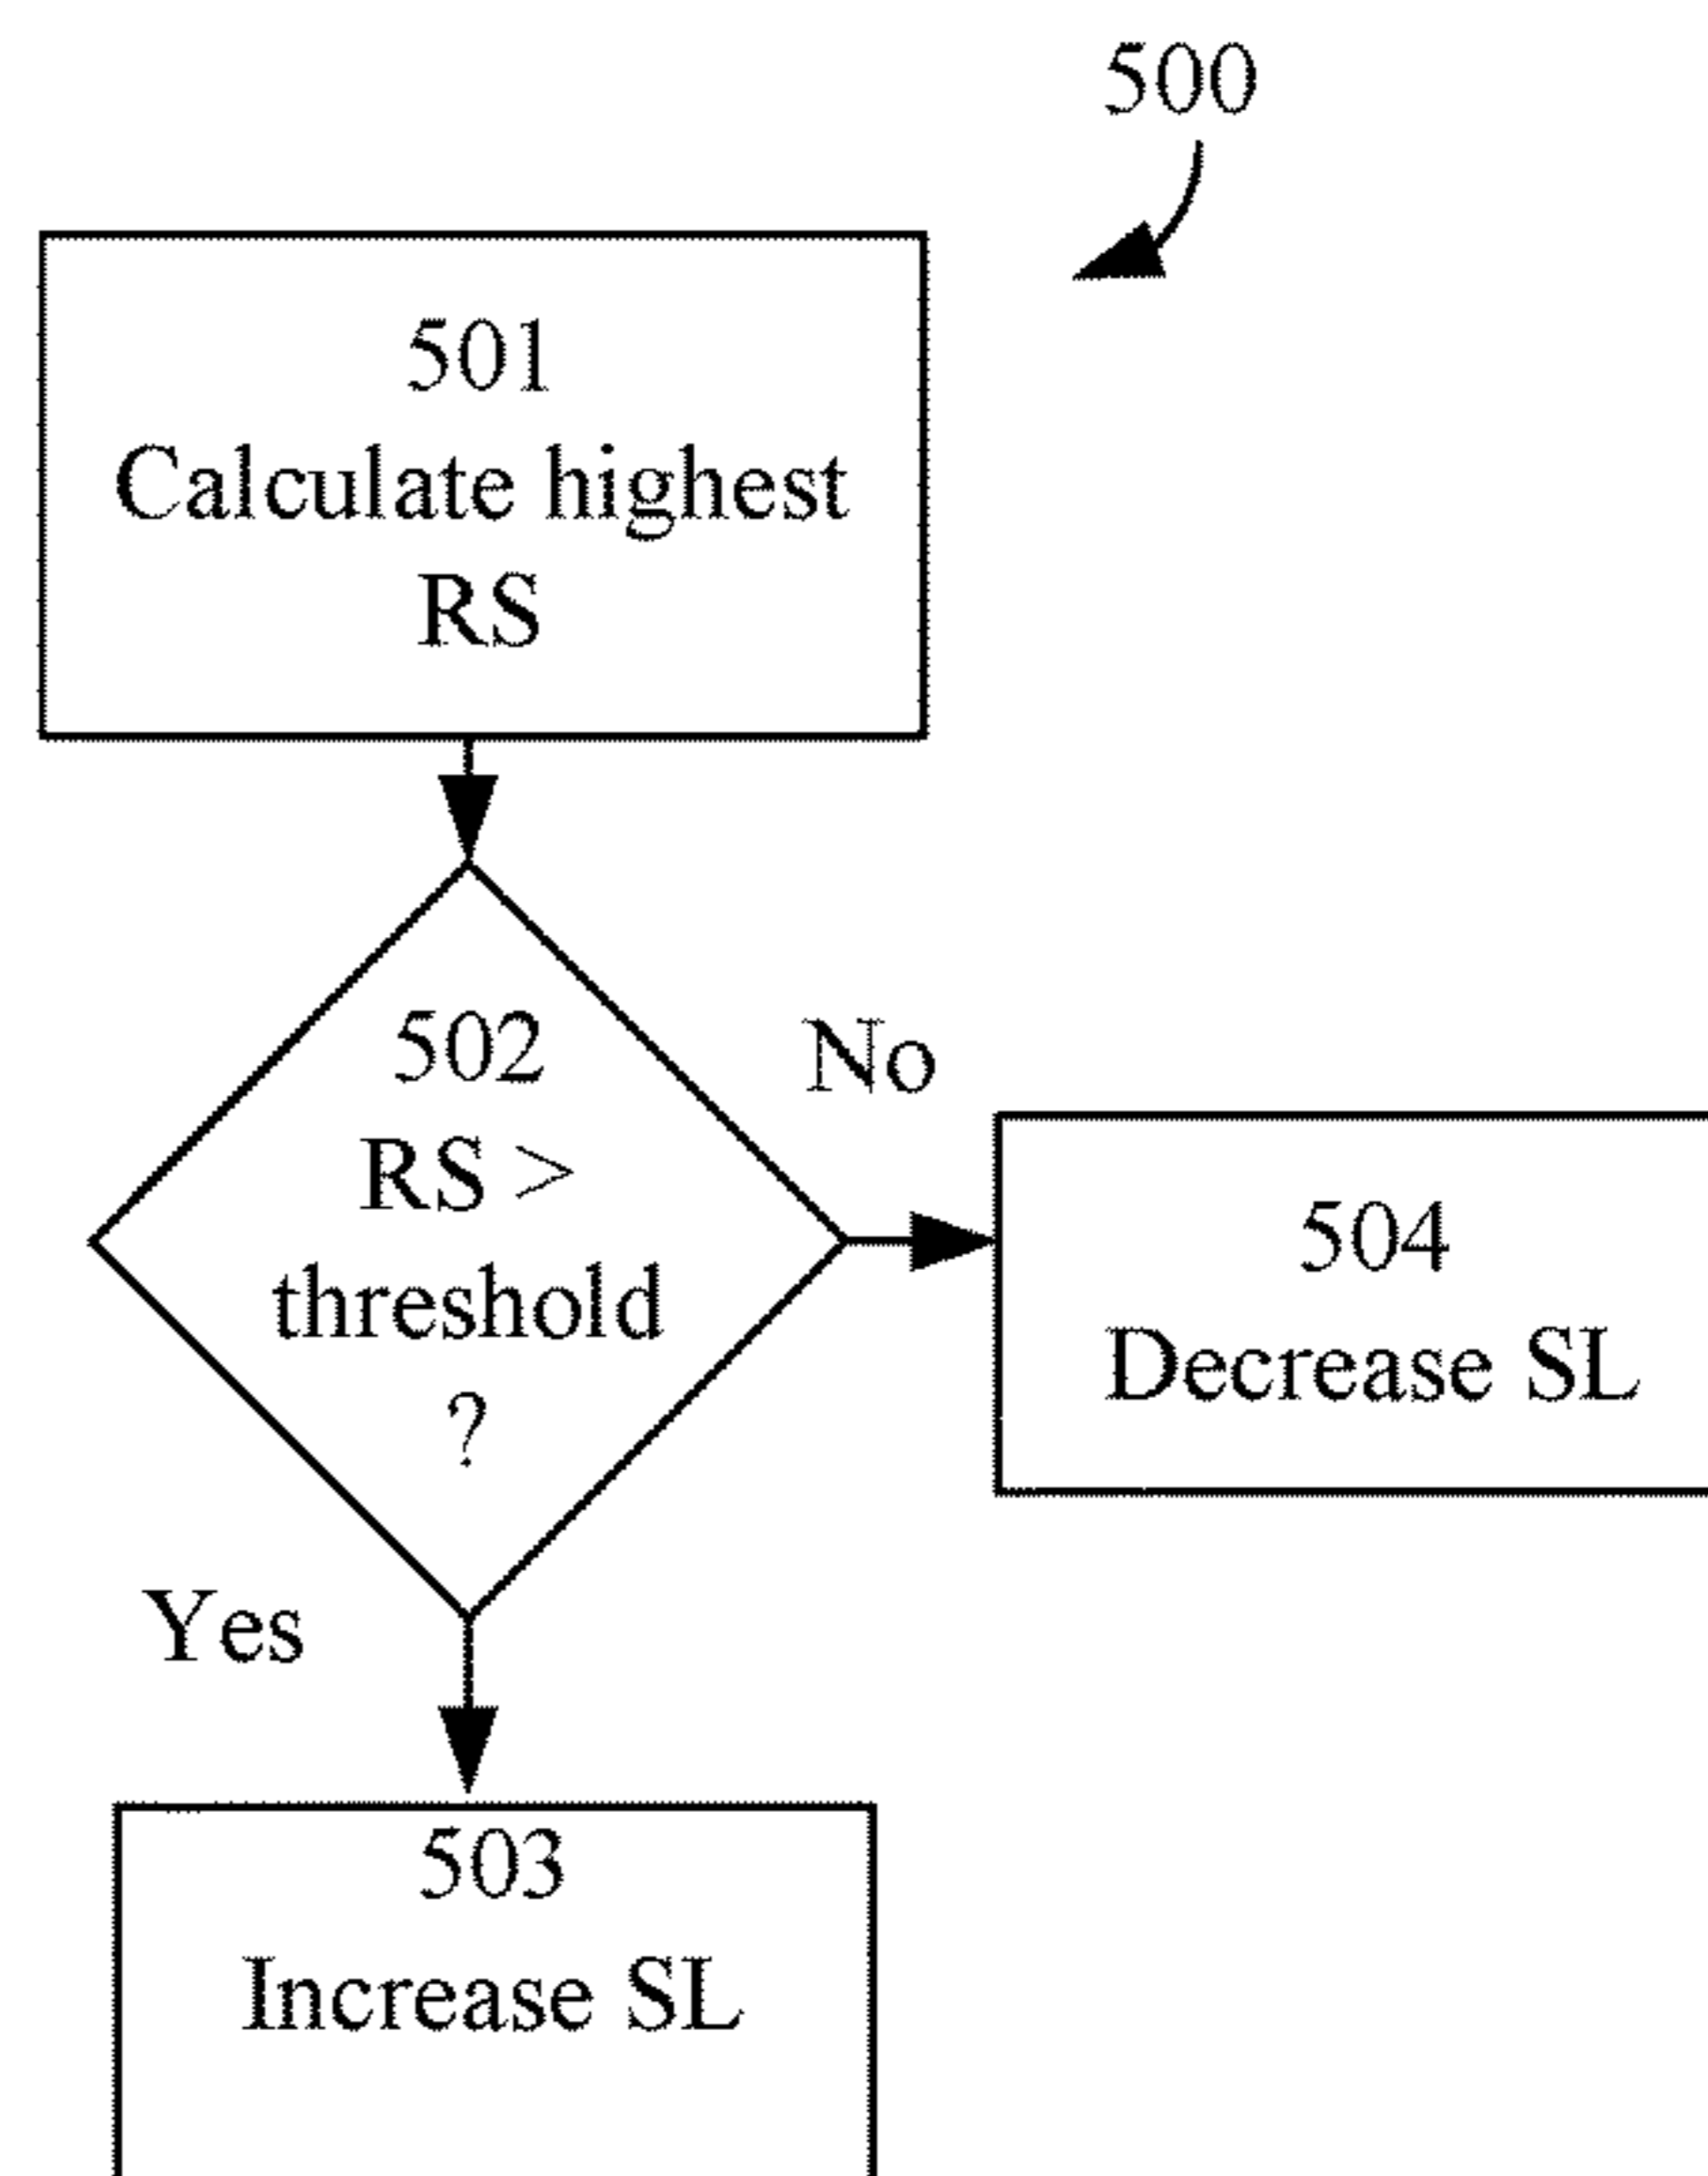 500
501
Calculate highest
RS
502
RS >
threshold
?
No
504
Decrease SL
Yes
503
Increase SL